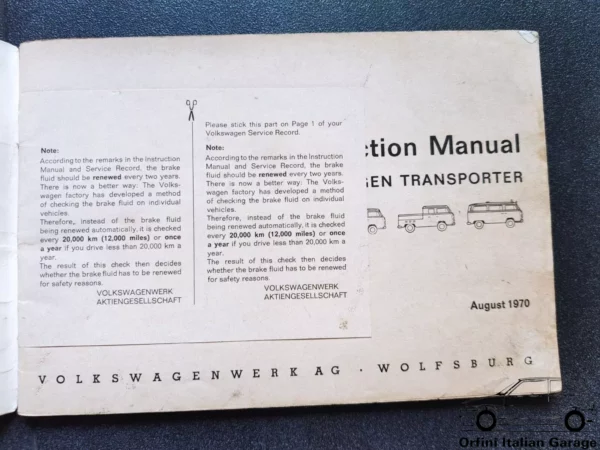 Note:
According to the remarks in the Instruction
Manual and Service Record, the brake
fluid should be renewed every two years.
There is now a better way: The Volks-
wagen factory has developed a method
of checking the brake fluid on individual
vehicles.
Therefore, instead of the brake fluid
being renewed automatically, it is checked
every 20,000 km (12,000 miles) or once
a year if you drive less than 20,000 km a
year.
The result of this check then decides
whether the brake fluid has to be renewed
for safety reasons.
VOLKSWAGENWERK
AKTIENGESELLSCHAFT
Please stick this part on Page 1 of your
Volkswagen Service Record.
Note:
According to the remarks in the Instruction
Manual and Service Record, the brake
fluid should be renewed every two years.
There is now a better way: The Volks-
wagen factory has developed a method
of checking the brake fluid on individual
vehicles.
Therefore, instead of the brake fluid
being renewed automatically, it is checked
every 20,000 km (12,000 miles) or once
a year if you drive less than 20,000 km a
year.
The result of this check then decides
whether the brake fluid has to be renewed
for safety reasons.
VOLKSWAGENWERK
AKTIENGESELLSCHAFT
ction Manual
GEN TRANSPORTER
August 1970
VOLKSWAGENWERK AG · WOLFSBURG
Orfini Italian Garage